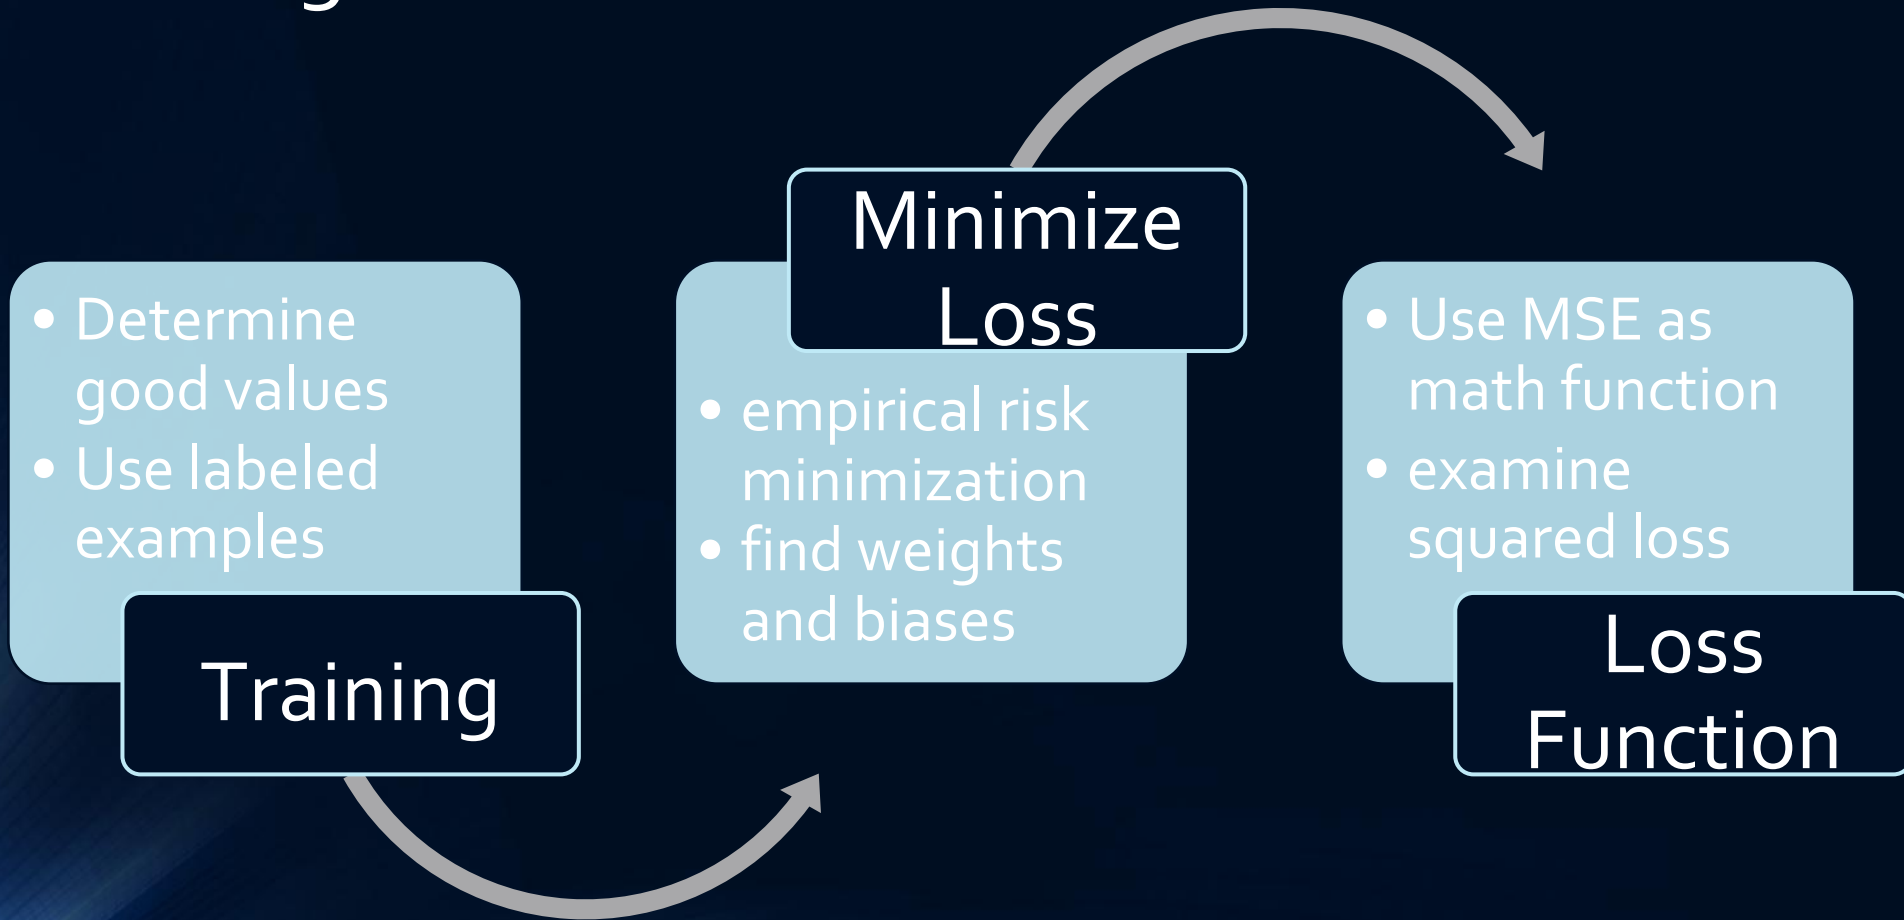 • Determine
good values
• Use labeled
examples
Training
Minimize
Loss
• empirical risk
minimization
• find weights
and biases
• Use MSE as
math function
• examine
squared loss
Loss
Function